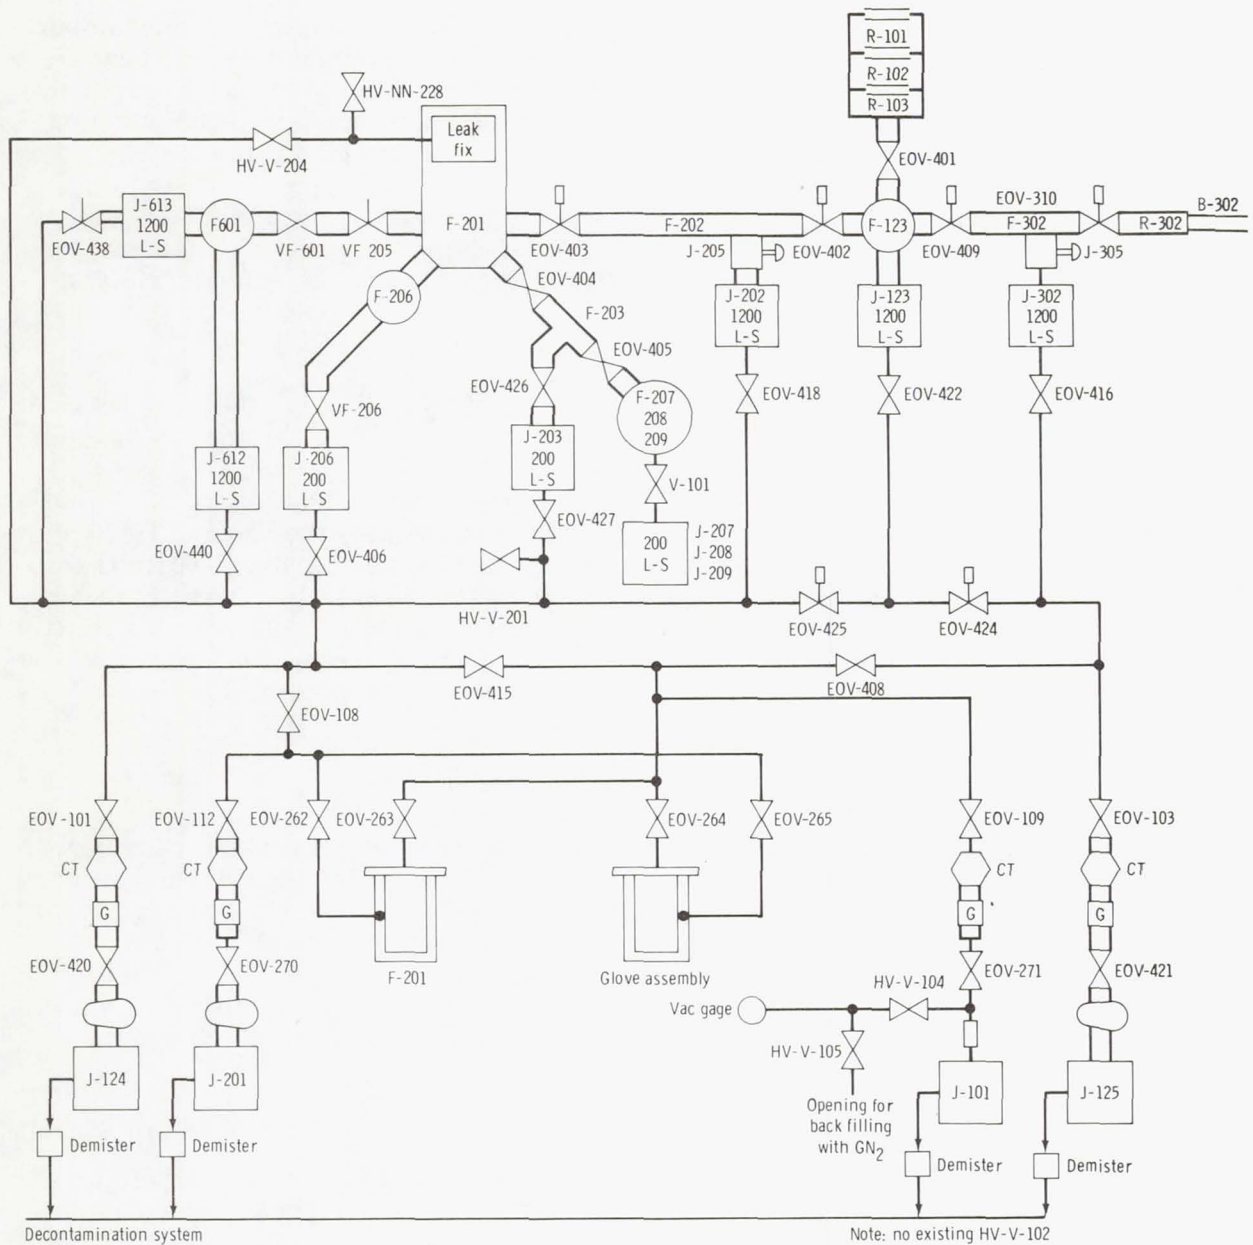 R-101
R-102
R-103
HV-NN-228
Leak
fix
HV-V-204
EOV-401
J-613
1200
L-S
EOV-438
F601
VF-601
VF 205
F-201
EOV-403
F-202
EOV-402
F-123
EOV-409
EOV-310
F-302
R-302
B-302
J-205
J-305
EOV-404
F-206
F-203
J-202
1200
L-S
J-123
1200
L-S
J-302
1200
L-S
EOV-405
EOV-426
VF-206
F-207
208
209
EOV-418
EOV-422
EOV-416
J-612
1200
L-S
J-206
200
L-S
J-203
200
L-S
V-101
EOV-440
EOV-406
EOV-427
200
L-S
J-207
J-208
J-209
HV-V-201
EOV-425
EOV-424
EOV-415
EOV-408
EOV-108
EOV-101
EOV-112
EOV-262
EOV-263
EOV-264
EOV-265
EOV-109
EOV-103
CT
CT
CT
CT
G
G
G
G
EOV-420
EOV-270
F-201
Glove assembly
EOV-271
EOV-421
HV-V-104
Vac gage
HV-V-105
J-124
J-201
J-101
J-125
Opening for
back filling
with GN2
Demister
Demister
Demister
Demister
Decontamination system
Note: no existing HV-V-102